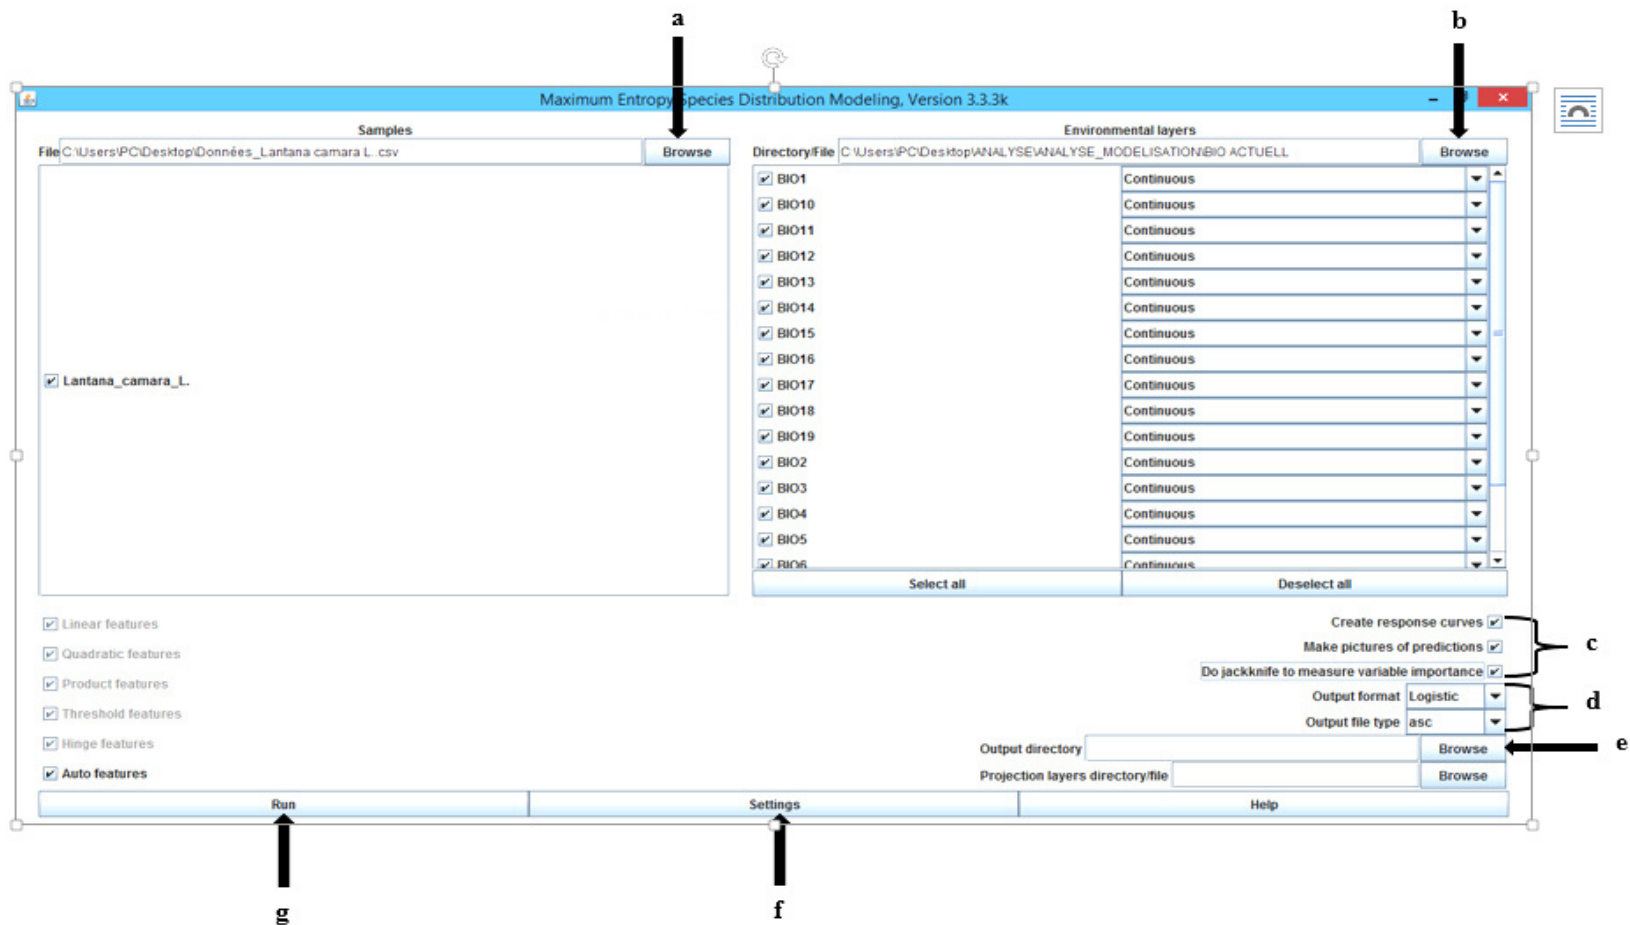 a
b
Maximum Entropy Species Distribution Modeling, Version 3.3.3k
Samples
Environmental layers
File C:\Users\PC\Desktop\Données_Lantana camara L..csv Browse
Directory/File C:\Users\PC\Desktop\ANALYSE\ANALYSE_MODELISATION\BIO ACTUELL Browse
Lantana_camara_L.
BIO1 Continuous
BIO10 Continuous
BIO11 Continuous
BIO12 Continuous
BIO13 Continuous
BIO14 Continuous
BIO15 Continuous
BIO16 Continuous
BIO17 Continuous
BIO18 Continuous
BIO19 Continuous
BIO2 Continuous
BIO3 Continuous
BIO4 Continuous
BIO5 Continuous
BIO6 Continuous
Select all Deselect all
Linear features
Quadratic features
Product features
Threshold features
Hinge features
Auto features
Create response curves
Make pictures of predictions
Do jackknife to measure variable importance
c
Output format Logistic
Output file type asc
d
Output directory Browse
e
Projection layers directory/file Browse
Run Settings Help
g
f